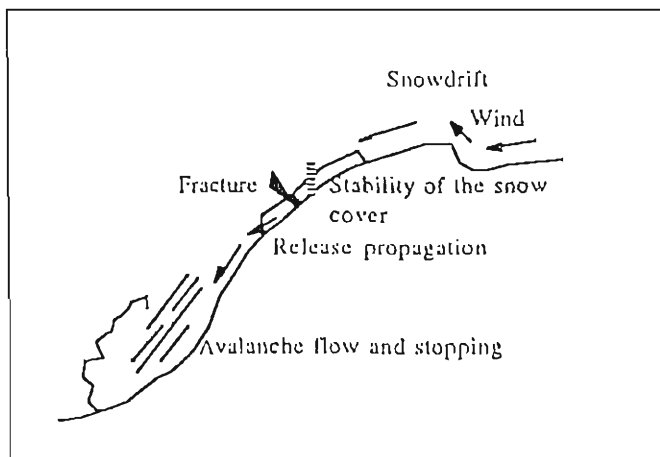 Snowdrift
Wind
Fracture
Stability of the snow
cover
Release propagation
Avalanche flow and stopping